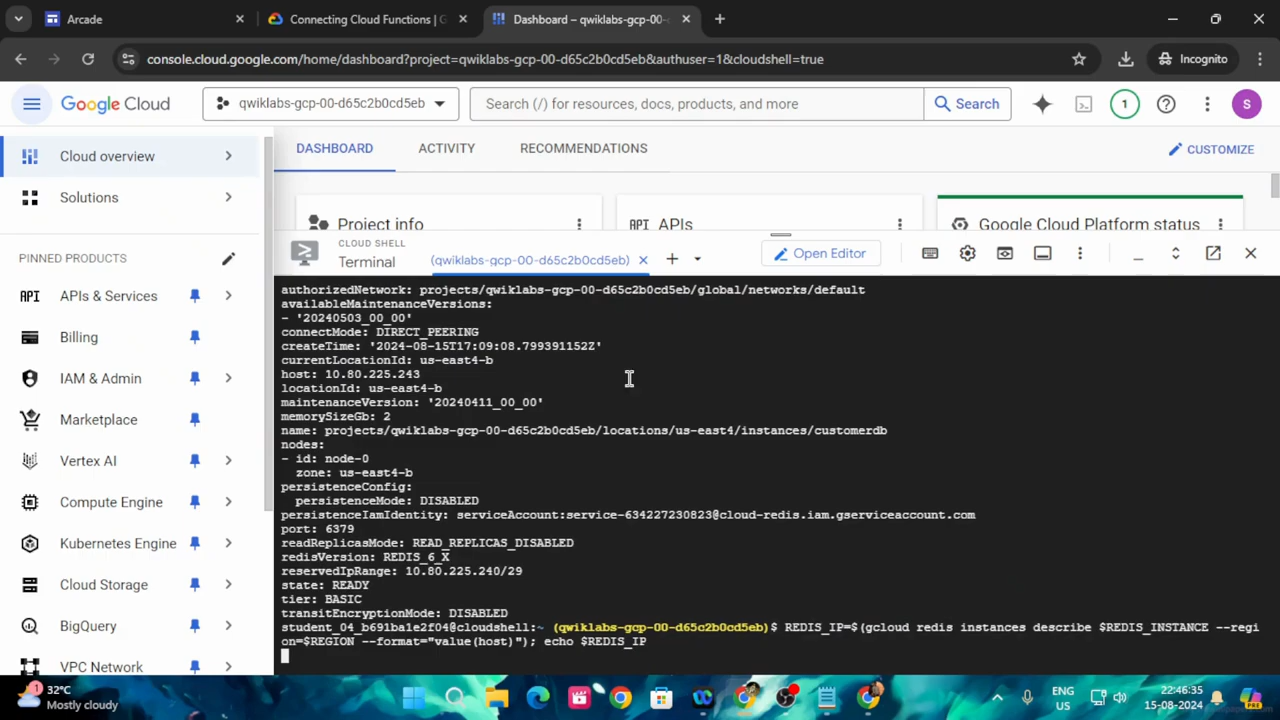 Arcade
Connecting Cloud Functions | G
Dashboard – qwiklabs-gcp-00-
console.cloud.google.com/home/dashboard?project=qwiklabs-gcp-00-d65c2b0cd5eb&authuser=1&cloudshell=true
Incognito
Google Cloud
qwiklabs-gcp-00-d65c2b0cd5eb
Search (/) for resources, docs, products, and more
Search
1
S
Cloud overview
Solutions
PINNED PRODUCTS
API APIs & Services
Billing
IAM & Admin
Marketplace
Vertex AI
Compute Engine
Kubernetes Engine
Cloud Storage
BigQuery
VPC Network
DASHBOARD
ACTIVITY
RECOMMENDATIONS
CUSTOMIZE
Project info
API APIs
Google Cloud Platform status
CLOUD SHELL
Terminal
(qwiklabs-gcp-00-d65c2b0cd5eb)
Open Editor
authorizedNetwork: projects/qwiklabs-gcp-00-d65c2b0cd5eb/global/networks/default
availableMaintenanceVersions:
- '20240503_00_00'
connectMode: DIRECT_PEERING
createTime: '2024-08-15T17:09:08.799391152Z'
currentLocationId: us-east4-b
host: 10.80.225.243
locationId: us-east4-b
maintenanceVersion: '20240411_00_00'
memorySizeGb: 2
name: projects/qwiklabs-gcp-00-d65c2b0cd5eb/locations/us-east4/instances/customerdb
nodes:
- id: node-0
zone: us-east4-b
persistenceConfig:
persistenceMode: DISABLED
persistenceIamIdentity: serviceAccount:service-634227230823@cloud-redis.iam.gserviceaccount.com
port: 6379
readReplicasMode: READ_REPLICAS_DISABLED
redisVersion: REDIS_6_X
reservedIpRange: 10.80.225.240/29
state: READY
tier: BASIC
transitEncryptionMode: DISABLED
student_04_b691ba1e2f04@cloudshell:~ (qwiklabs-gcp-00-d65c2b0cd5eb)$ REDIS_IP=$(gcloud redis instances describe $REDIS_INSTANCE --regi
on=$REGION --format="value(host)"); echo $REDIS_IP
1
32°C
Mostly cloudy
ENG
US
22:46:35
15-08-2024
PRE